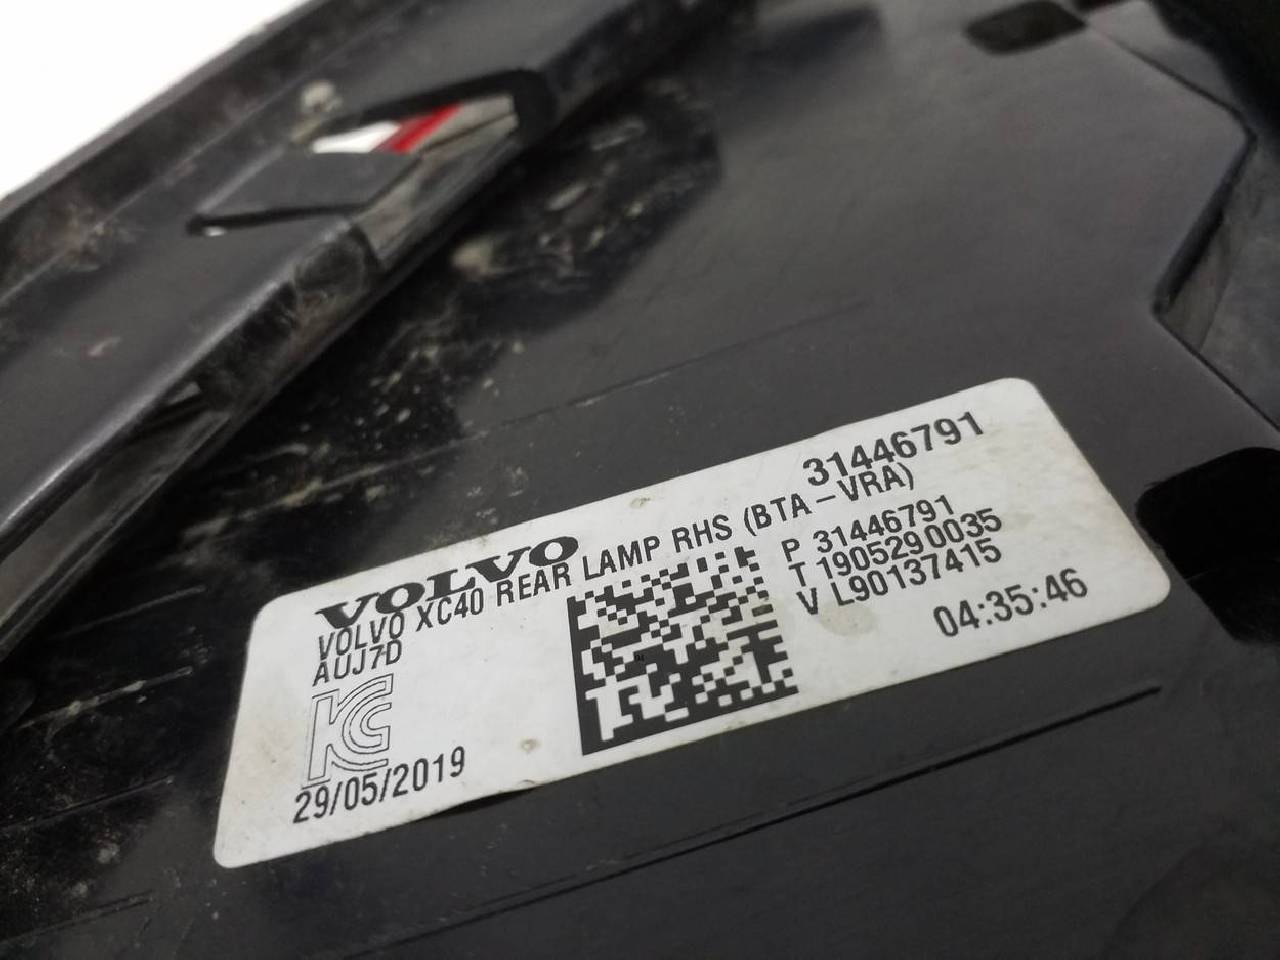 31446791
VOLVO
VOLVO XC40 REAR LAMP RHS (BTA-VRA)
AUJ7D
P 31446791
T 1905290035
V L90137415
KC
29/05/2019
04:35:46